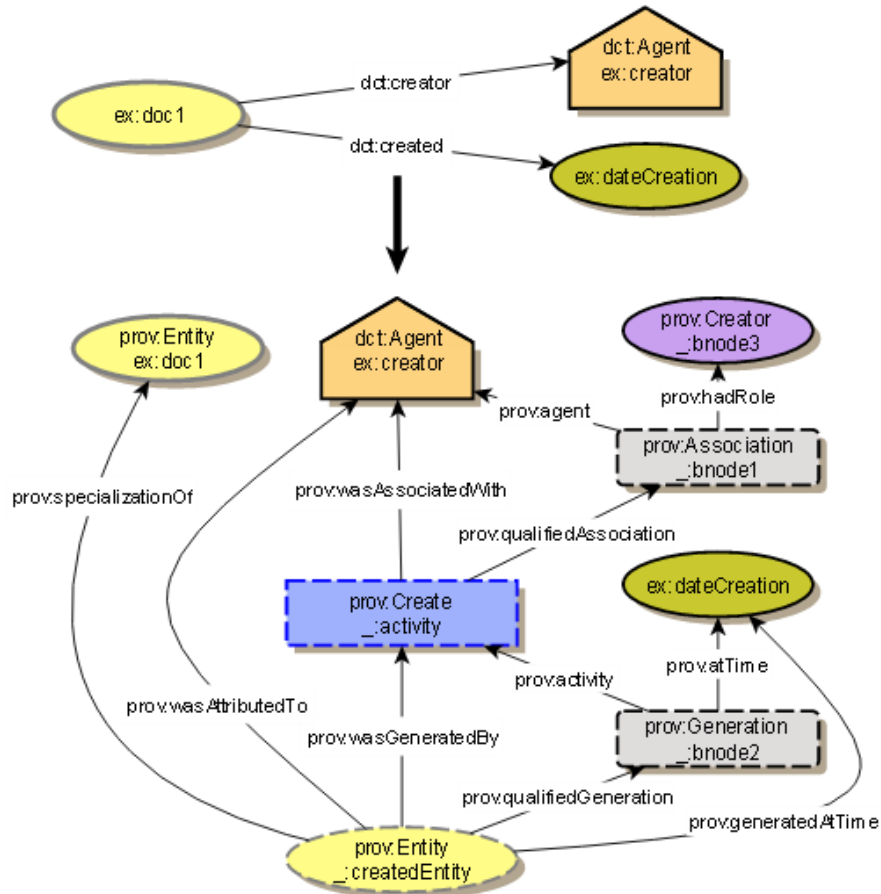 dct:Agent
ex:creator
dct:creator
ex:doc1
dct:created
ex:dateCreation
prov:Entity
ex:doc1
dct:Agent
ex:creator
prov:Creator
_:bnode3
prov:agent
prov:hadRole
prov:Association
_:bnode1
prov:specializationOf
prov:wasAssociatedWith
prov:qualifiedAssociation
prov:Create
_:activity
ex:dateCreation
prov:activity
prov:atTime
prov:wasAttributedTo
prov:wasGeneratedBy
prov:Generation
_:bnode2
prov:qualifiedGeneration
prov:generatedAtTime
prov:Entity
_:createdEntity